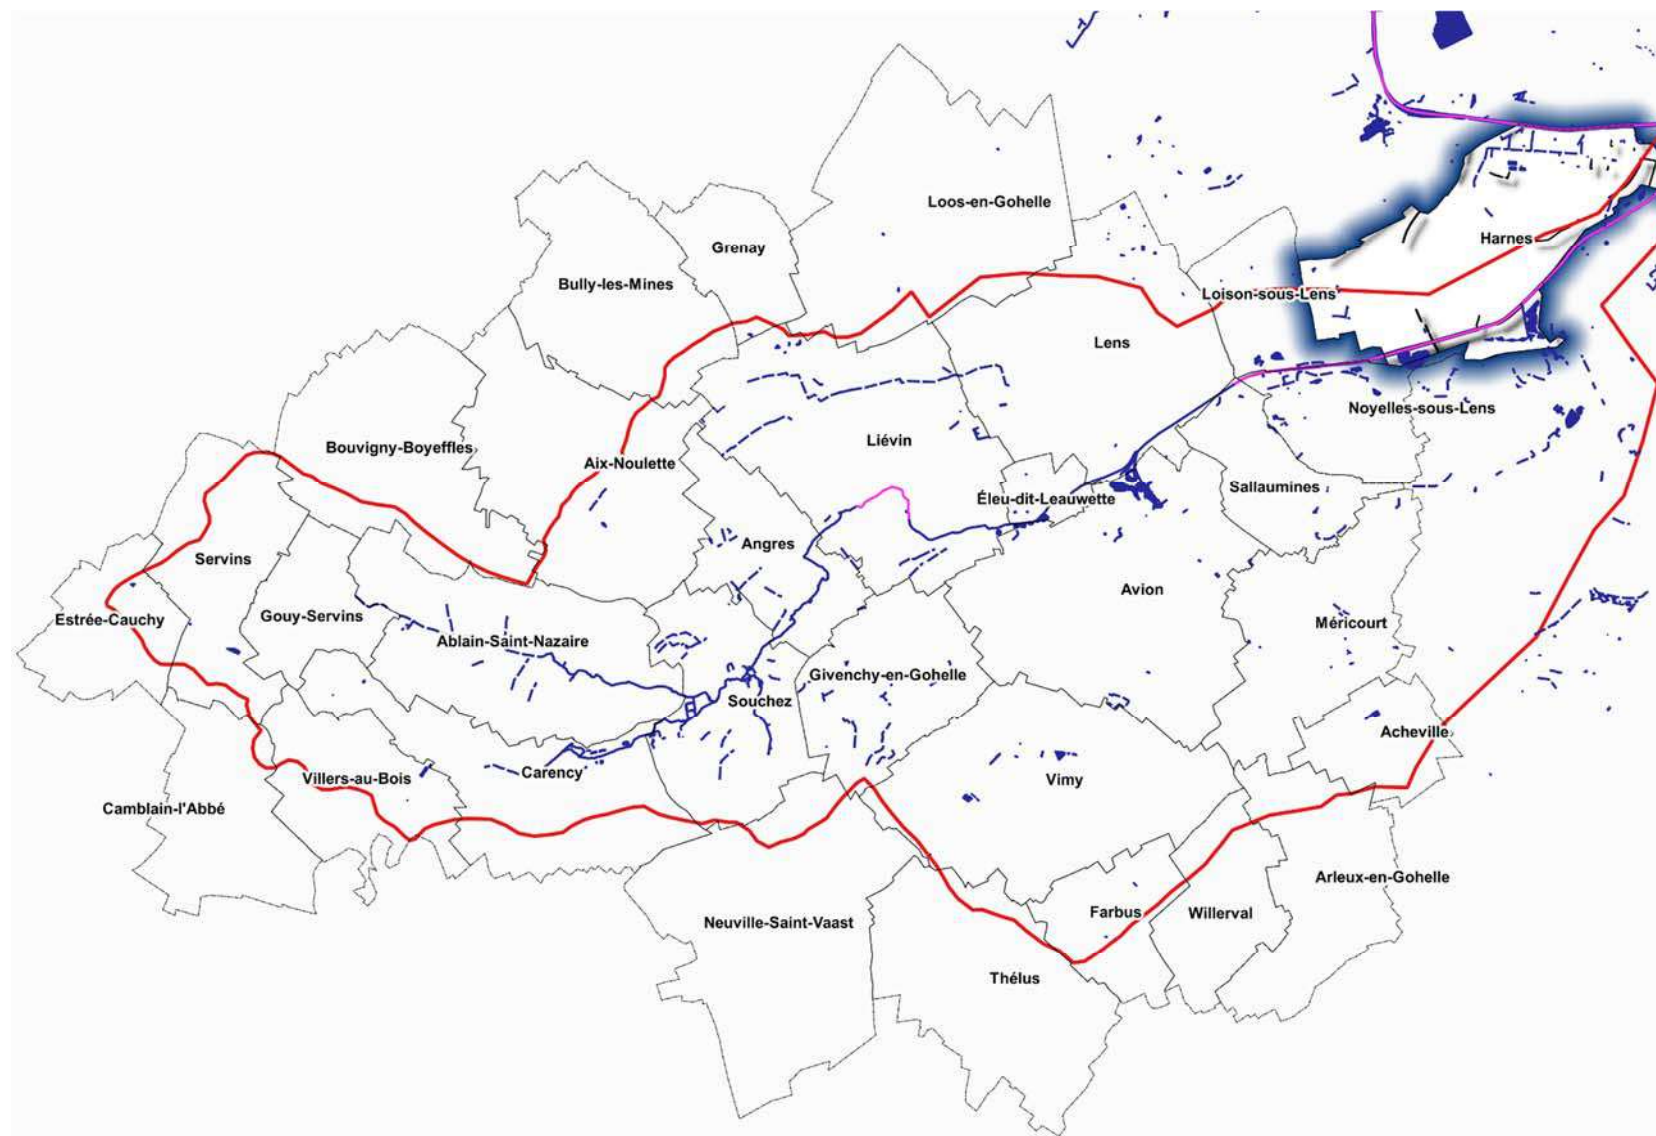 Loos-en-Gohelle
Harnes
Grenay
Bully-les-Mines
Loison-sous-Lens
Lens
Noyelles-sous-Lens
Liévin
Bouvigny-Boyeffles
Aix-Noulette
Sallaumines
Éleu-dit-Leauwette
Angres
Servins
Avion
Gouy-Servins
Estrée-Cauchy
Méricourt
Ablain-Saint-Nazaire
Givenchy-en-Gohelle
Souchez
Acheville
Carency
Villers-au-Bois
Vimy
Camblain-l'Abbé
Arleux-en-Gohelle
Farbus
Willerval
Neuville-Saint-Vaast
Thélus